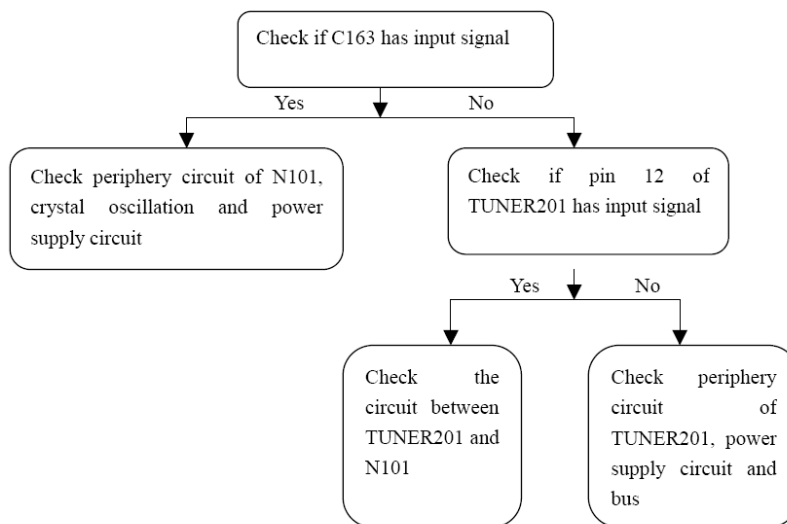 Check if C163 has input signal
Yes
No
Check periphery circuit of N101,
crystal oscillation and power
supply circuit
Check if pin 12 of
TUNER201 has input signal
Yes
No
Check the
circuit between
TUNER201 and
N101
Check periphery
circuit of
TUNER201, power
supply circuit and
bus